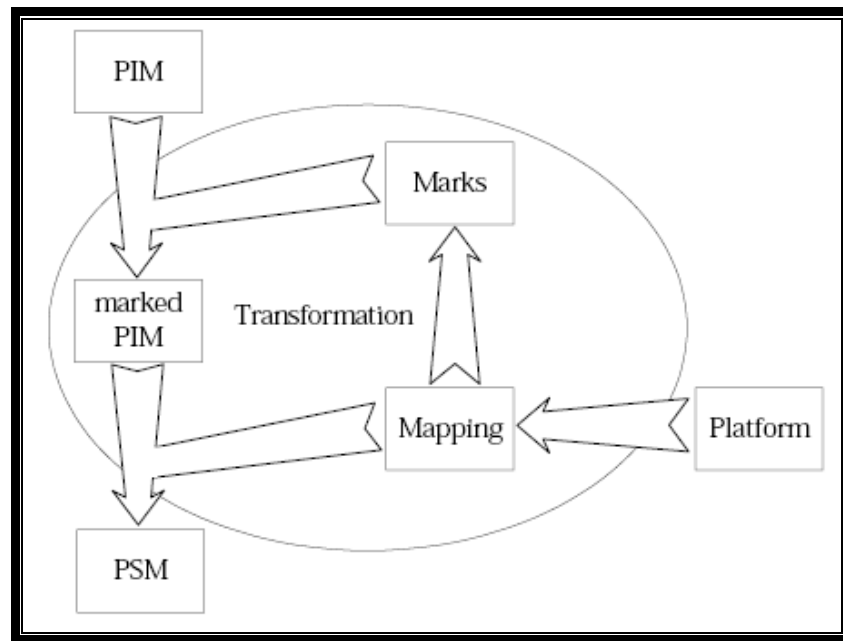 PIM
Marks
marked
PIM
Transformation
Mapping
Platform
PSM